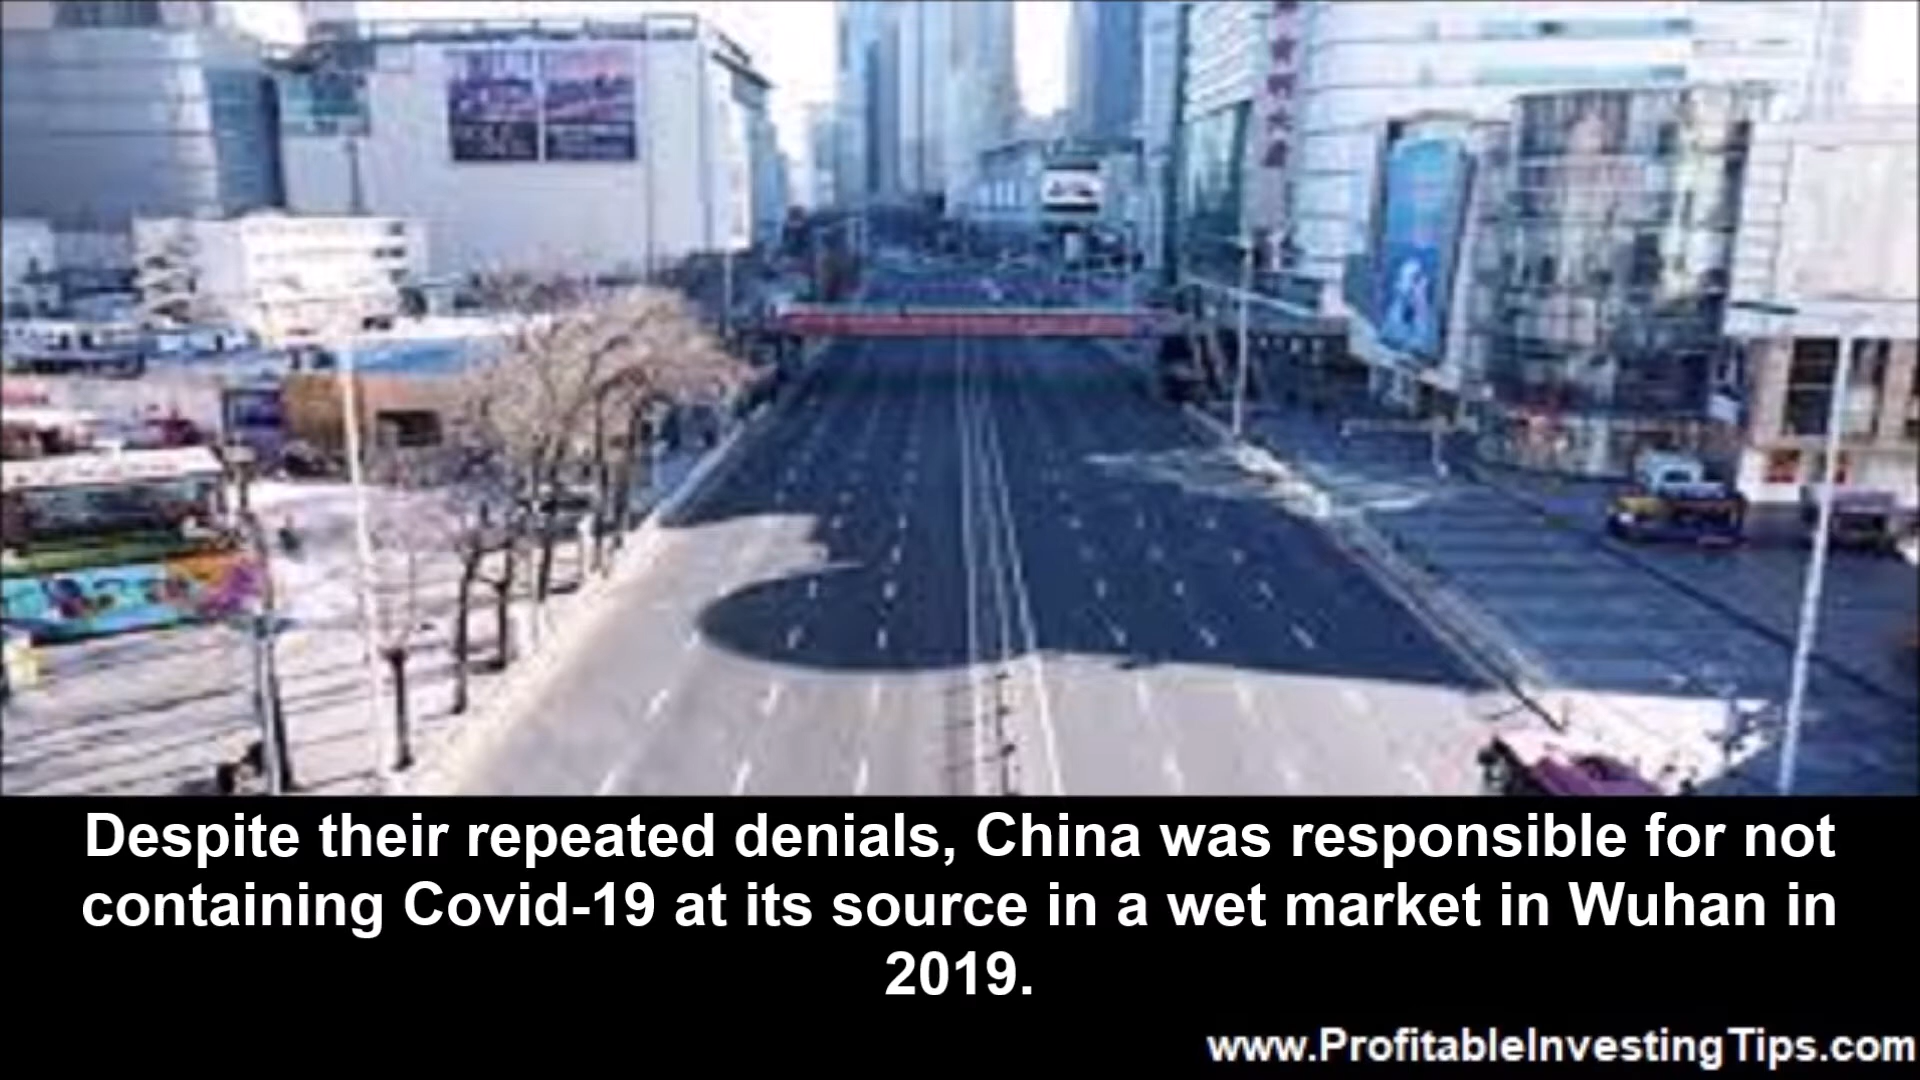 Despite their repeated denials, China was responsible for not
containing Covid-19 at its source in a wet market in Wuhan in
2019.
www.ProfitableInvestingTips.com